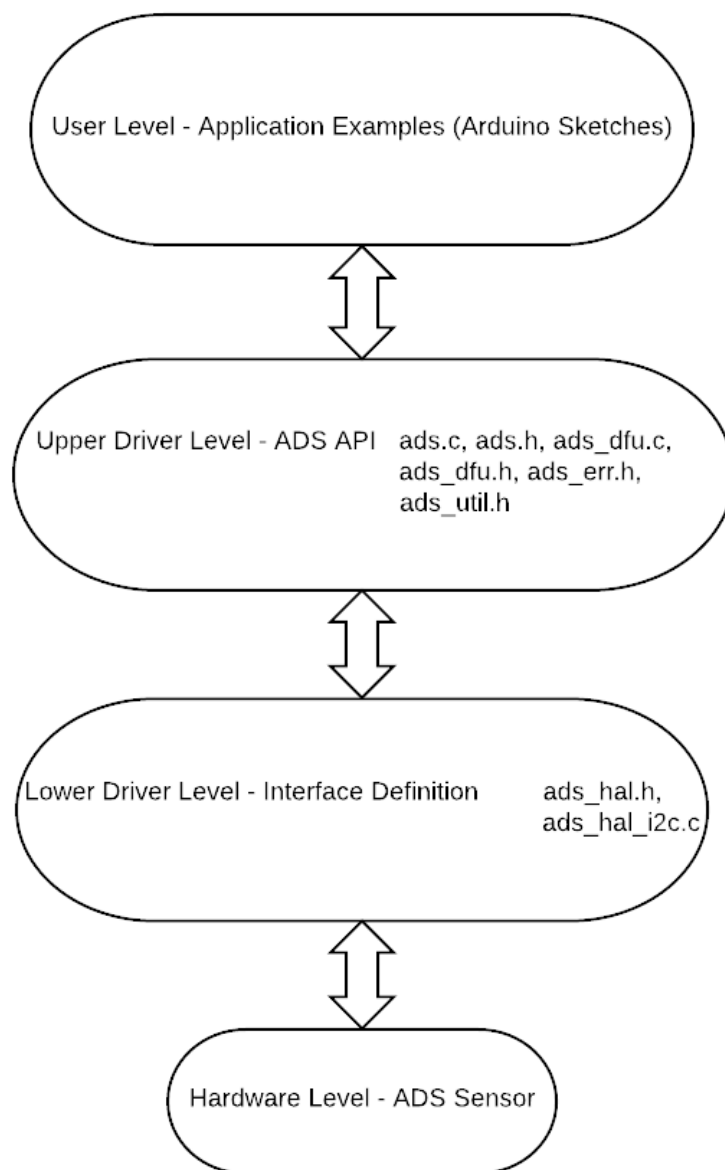 User Level - Application Examples (Arduino Sketches)
Upper Driver Level - ADS API ads.c, ads.h, ads_dfu.c,
ads_dfu.h, ads_err.h,
ads_util.h
Lower Driver Level - Interface Definition ads_hal.h,
ads_hal_i2c.c
Hardware Level - ADS Sensor